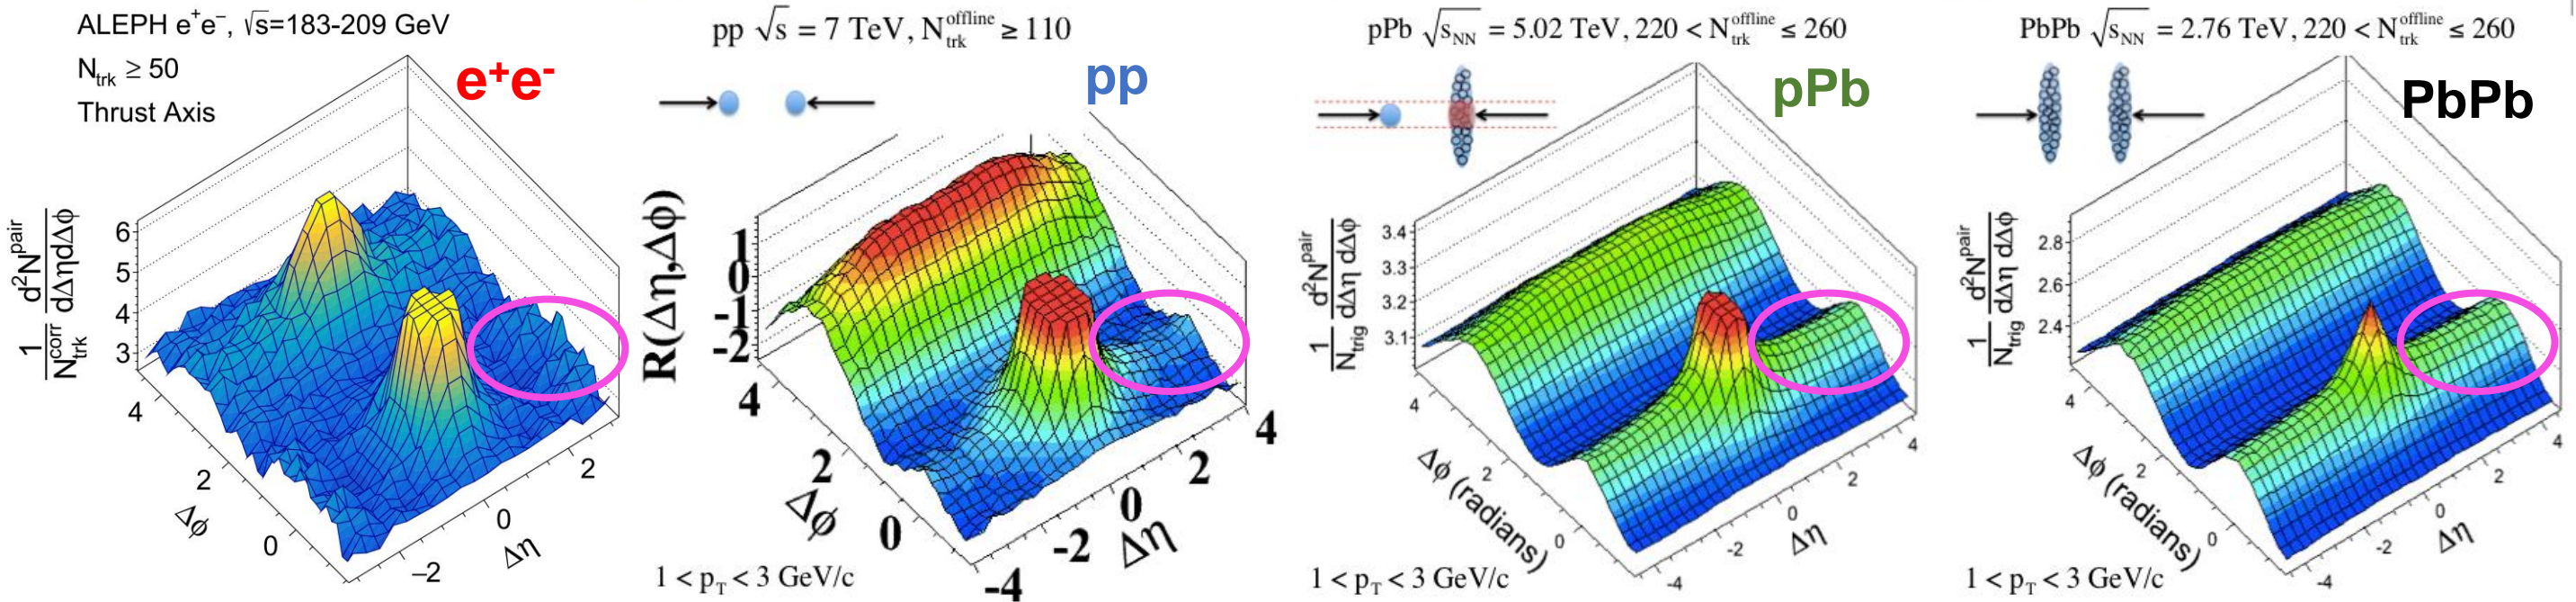 ALEPH e⁺e⁻, √s=183-209 GeV
N_trk ≥ 50
Thrust Axis
e⁺e⁻
1/N_trk^corr d²N^pair/dΔηdΔϕ
6
5
4
3
4
2
0
Δϕ
−2
0
2
Δη
pp √s = 7 TeV, N_trk^offline ≥ 110
pp
R(Δη,Δϕ)
1
0
-1
-2
4
2
0
Δϕ
-4
-2
0
2
4
Δη
1 < p_T < 3 GeV/c
pPb √s_NN = 5.02 TeV, 220 < N_trk^offline ≤ 260
pPb
1/N_trig d²N^pair/dΔη dΔϕ
3.4
3.3
3.2
3.1
4
2
0
Δϕ (radians)
-4
-2
0
2
4
Δη
1 < p_T < 3 GeV/c
PbPb √s_NN = 2.76 TeV, 220 < N_trk^offline ≤ 260
PbPb
1/N_trig d²N^pair/dΔη dΔϕ
2.8
2.6
2.4
4
2
0
Δϕ (radians)
-4
-2
0
2
4
Δη
1 < p_T < 3 GeV/c